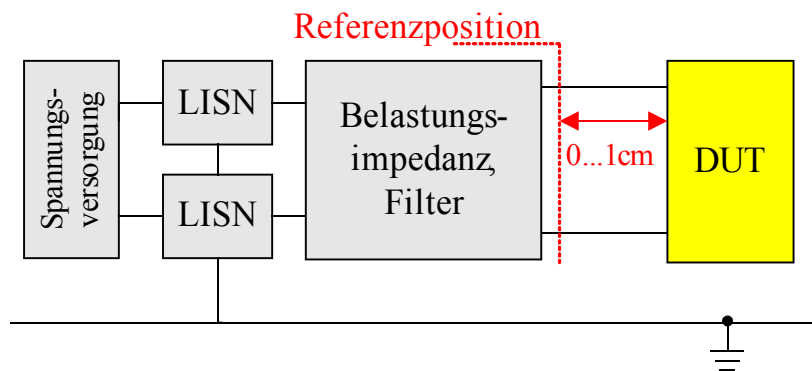 Referenzposition
Spannungs-
versorgung
LISN
LISN
Belastungs-
impedanz,
Filter
0...1cm
DUT